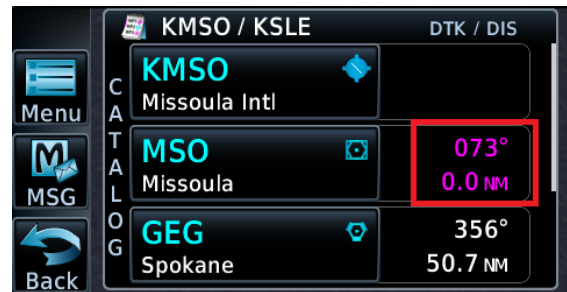 KMSO / KSLE
DTK / DIS
Menu
MSG
Back
CATALOG
KMSO
Missoula Intl
MSO
Missoula
073°
0.0 NM
GEG
Spokane
356°
50.7 NM